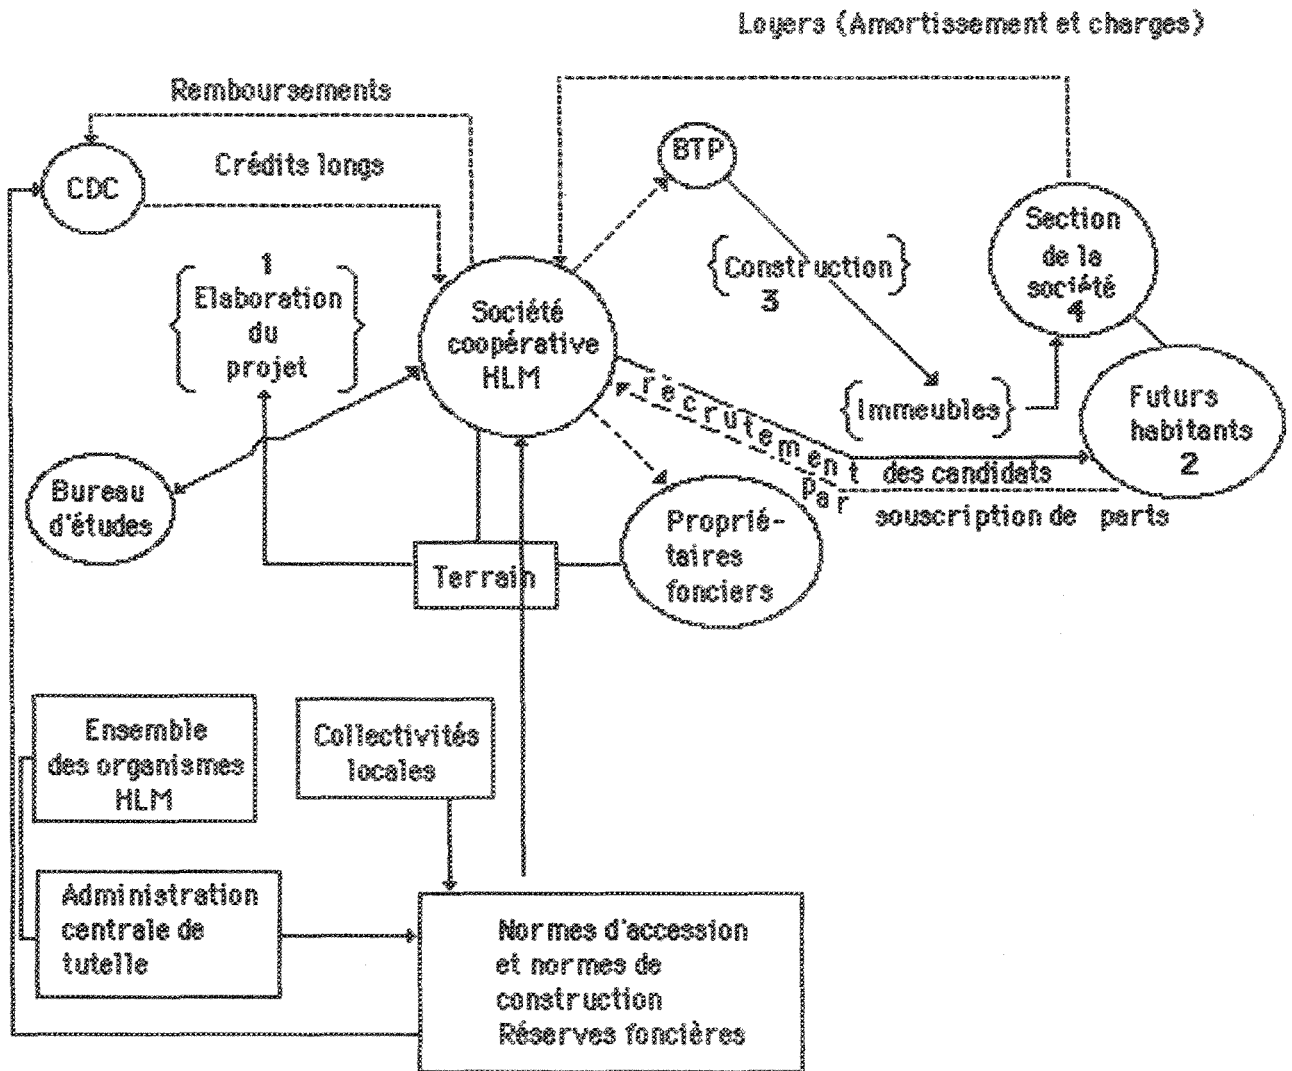 Loyers (Amortissement et charges)
Remboursements
CDC
Crédits longs
BTP
Section
de la
société
4
1
Elaboration
du
projet
Société
coopérative
HLM
Construction
3
Immeubles
Futurs
habitants
2
recrutement des candidats
par souscription de parts
Bureau
d'études
Terrain
Proprié-
taires
fonciers
Ensemble
des organismes
HLM
Collectivités
locales
Administration
centrale de
tutelle
Normes d'accession
et normes de
construction
Réserves foncières